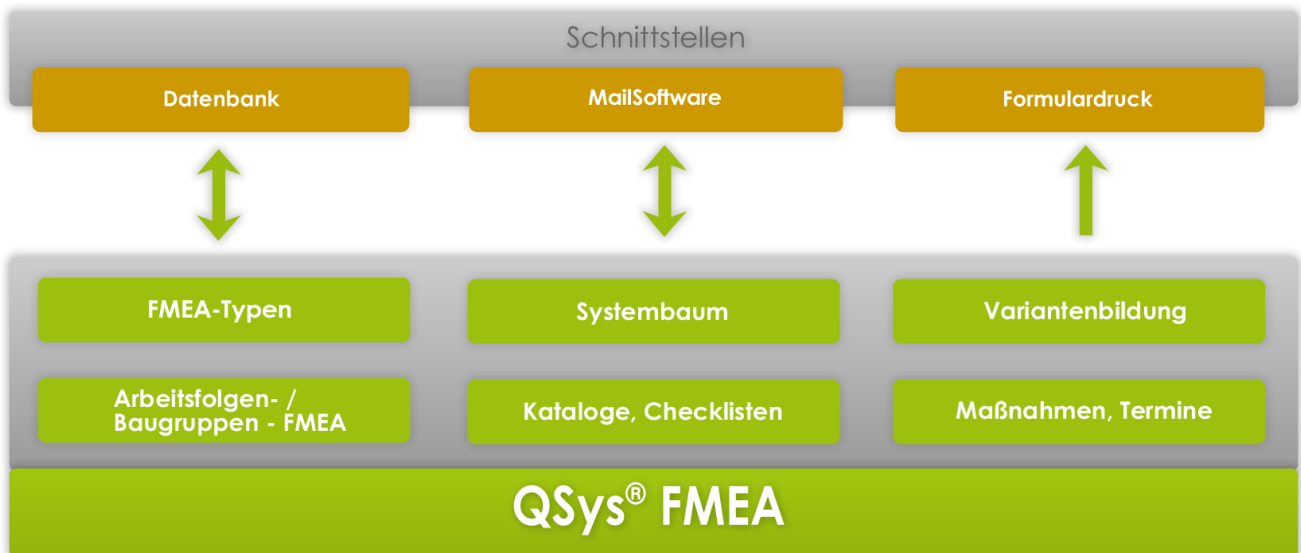 Schnittstellen
Datenbank
MailSoftware
Formulardruck
FMEA-Typen
Systembaum
Variantenbildung
Arbeitsfolgen- /
Baugruppen - FMEA
Kataloge, Checklisten
Maßnahmen, Termine
QSys® FMEA